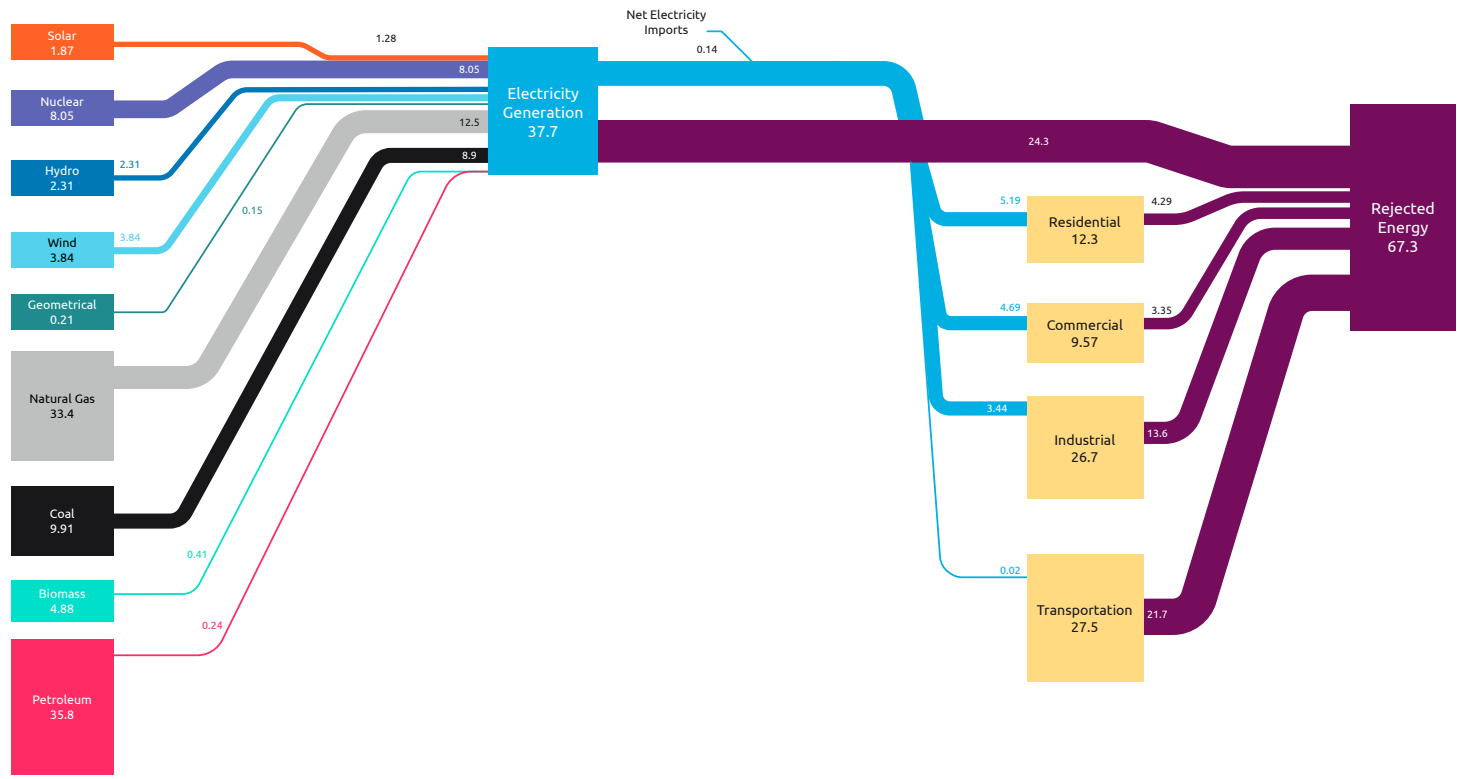 Net Electricity
Imports
0.14
Solar
1.87
1.28
Nuclear
8.05
8.05
Hydro
2.31
2.31
Wind
3.84
3.84
Geometrical
0.21
0.15
Natural Gas
33.4
12.5
Coal
9.91
8.9
Biomass
4.88
0.41
Petroleum
35.8
0.24
Electricity
Generation
37.7
24.3
5.19
Residential
12.3
4.29
4.69
Commercial
9.57
3.35
3.44
Industrial
26.7
13.6
0.02
Transportation
27.5
21.7
Rejected
Energy
67.3